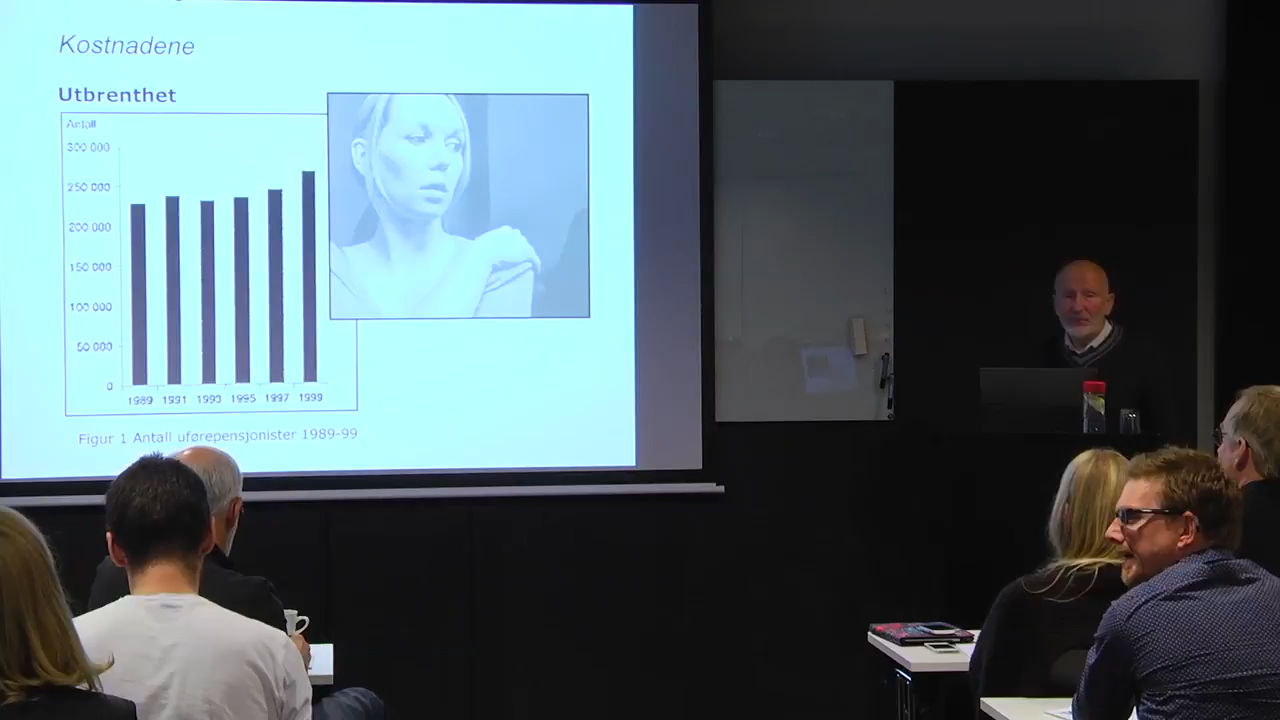 Kostnadene
Utbrenthet
Antall
300 000
250 000
200 000
150 000
100 000
50 000
0
1989 1991 1993 1995 1997 1999
Figur 1 Antall uførepensjonister 1989-99